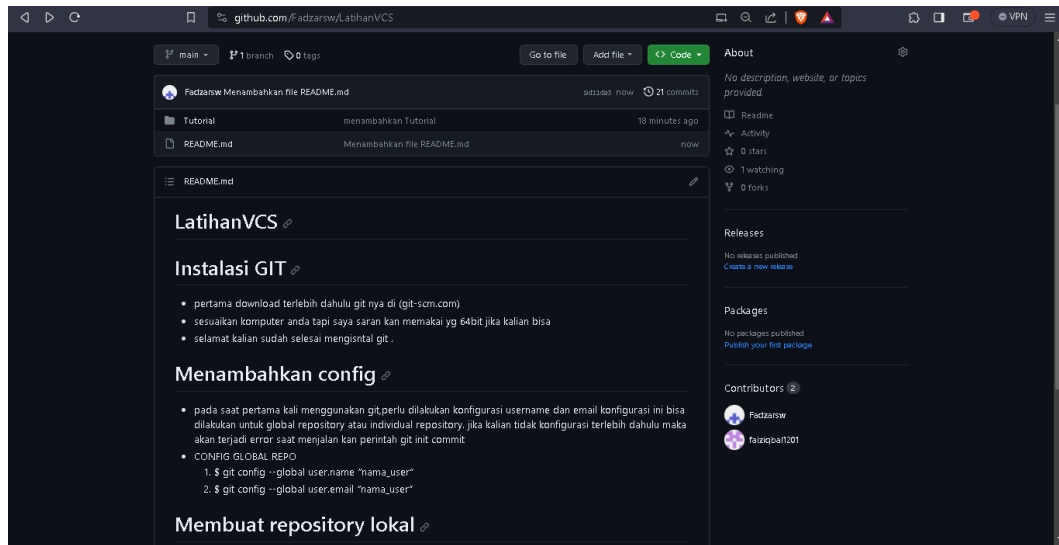 github.com/Fadzarsw/LatihanVCS
VPN
main
1 branch
0 tags
Go to file
Add file
<> Code
Fadzarsw Menambahkan file README.md
9d11da3 now
21 commits
Tutorial
menambahkan Tutorial
18 minutes ago
README.md
Menambahkan file README.md
now
README.md
LatihanVCS
Instalasi GIT
• pertama download terlebih dahulu git nya di (git-scm.com)
• sesuaikan komputer anda tapi saya saran kan memakai yg 64bit jika kalian bisa
• selamat kalian sudah selesai mengisntal git .
Menambahkan config
• pada saat pertama kali menggunakan git,perlu dilakukan konfigurasi username dan email konfigurasi ini bisa
dilakukan untuk global repository atau individual repository. jika kalian tidak konfigurasi terlebih dahulu maka
akan terjadi error saat menjalan kan perintah git init commit
• CONFIG GLOBAL REPO
1. $ git config --global user.name “nama_user”
2. $ git config --global user.email “nama_user”
Membuat repository lokal
About
No description, website, or topics
provided.
Readme
Activity
0 stars
1 watching
0 forks
Releases
No releases published
Create a new release
Packages
No packages published
Publish your first package
Contributors 2
Fadzarsw
faiziqbal1201